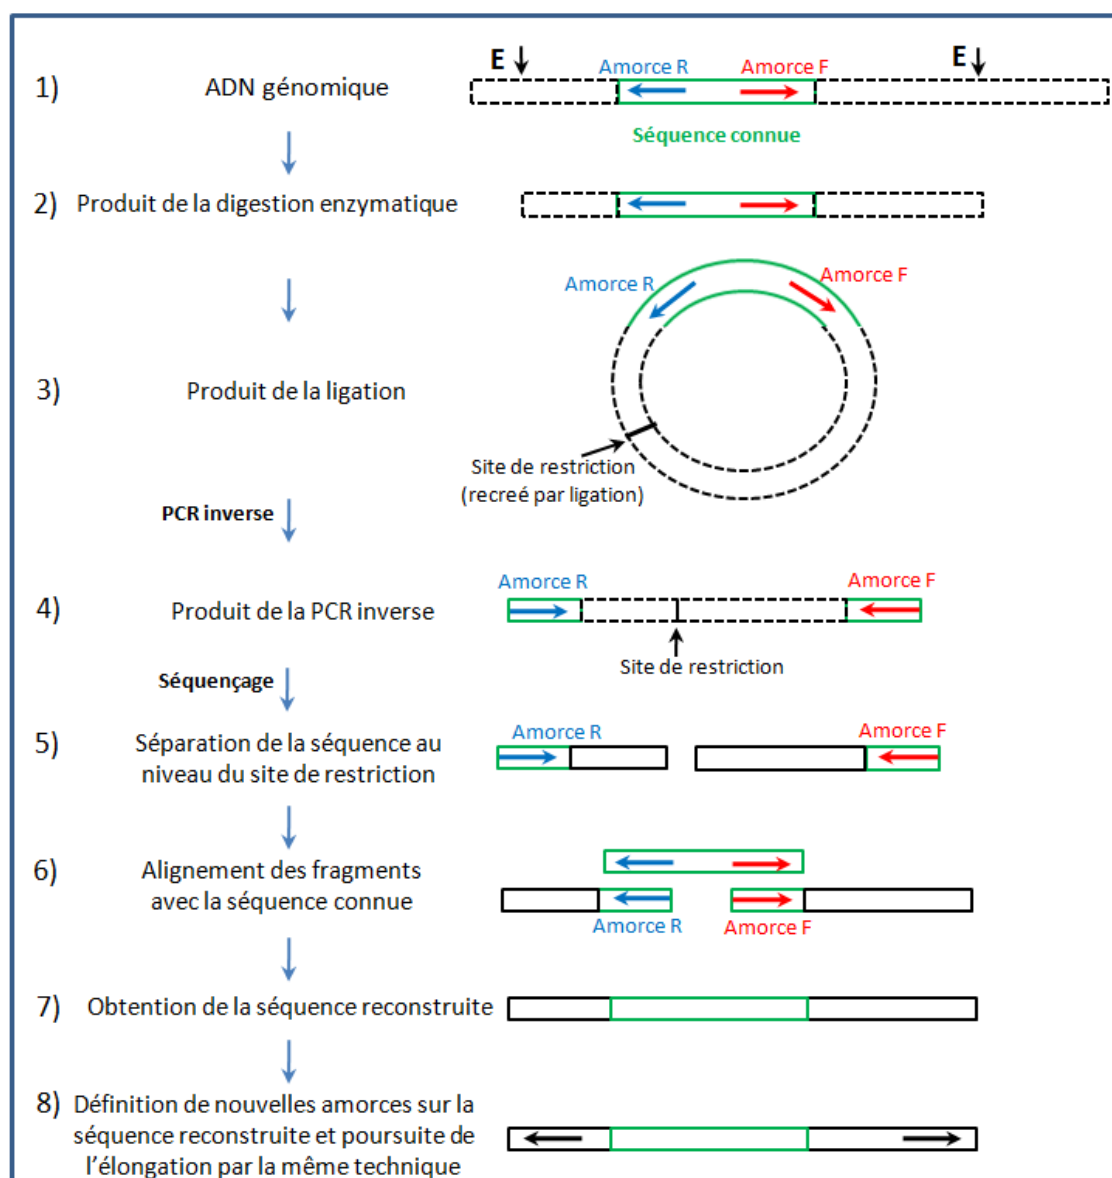 E
E
Amorce R
Amorce F
1)
ADN génomique
Séquence connue
2)
Produit de la digestion enzymatique
Amorce R
Amorce F
3)
Produit de la ligation
Site de restriction
(recreé par ligation)
PCR inverse
Amorce R
Amorce F
4)
Produit de la PCR inverse
Site de restriction
Séquençage
5)
Séparation de la séquence au
niveau du site de restriction
Amorce R
Amorce F
6)
Alignement des fragments
avec la séquence connue
Amorce R
Amorce F
7)
Obtention de la séquence reconstruite
8)
Définition de nouvelles amorces sur la
séquence reconstruite et poursuite de
l'élongation par la même technique